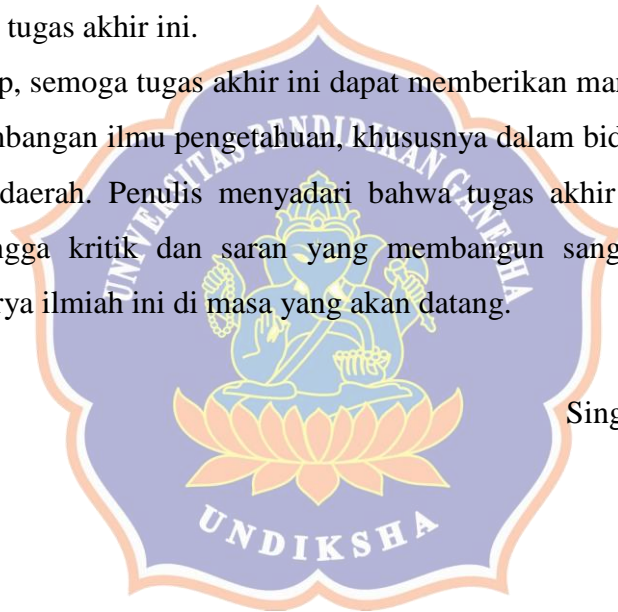 tugas akhir ini.
p, semoga tugas akhir ini dapat memberikan mar
mbangan ilmu pengetahuan, khususnya dalam bid
daerah. Penulis menyadari bahwa tugas akhir
ngga kritik dan saran yang membangun sang
rya ilmiah ini di masa yang akan datang.
Sing
UNIVERSITAS PENDIDIKAN GANESHA
UNDIKSHA